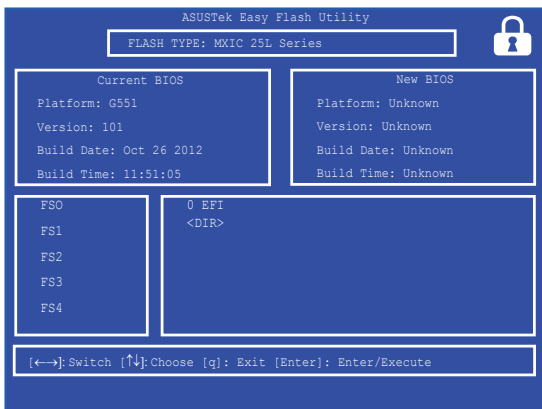 ASUSTek Easy Flash Utility
FLASH TYPE: MXIC 25L Series
Current BIOS
Platform: G551
Version: 101
Build Date: Oct 26 2012
Build Time: 11:51:05
New BIOS
Platform: Unknown
Version: Unknown
Build Date: Unknown
Build Time: Unknown
FSO
FS1
FS2
FS3
FS4
0 EFI
<DIR>
[←→]: Switch [↑↓]: Choose [q]: Exit [Enter]: Enter/Execute